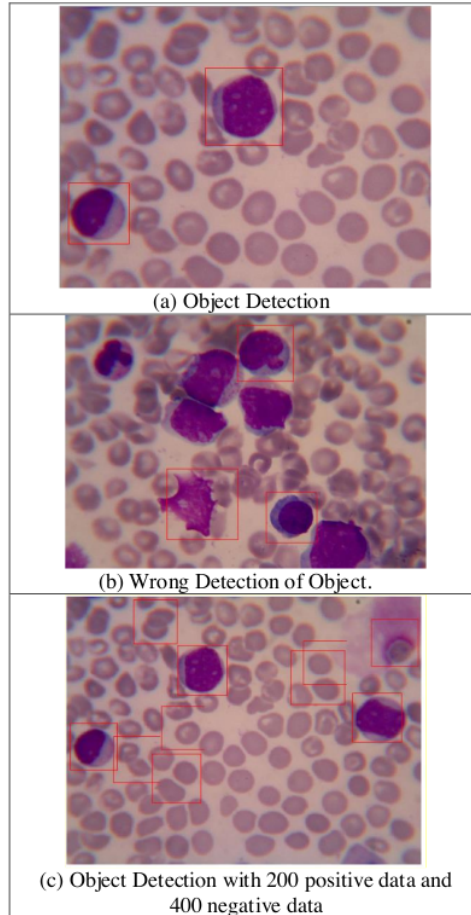 (a) Object Detection
(b) Wrong Detection of Object.
(c) Object Detection with 200 positive data and
400 negative data